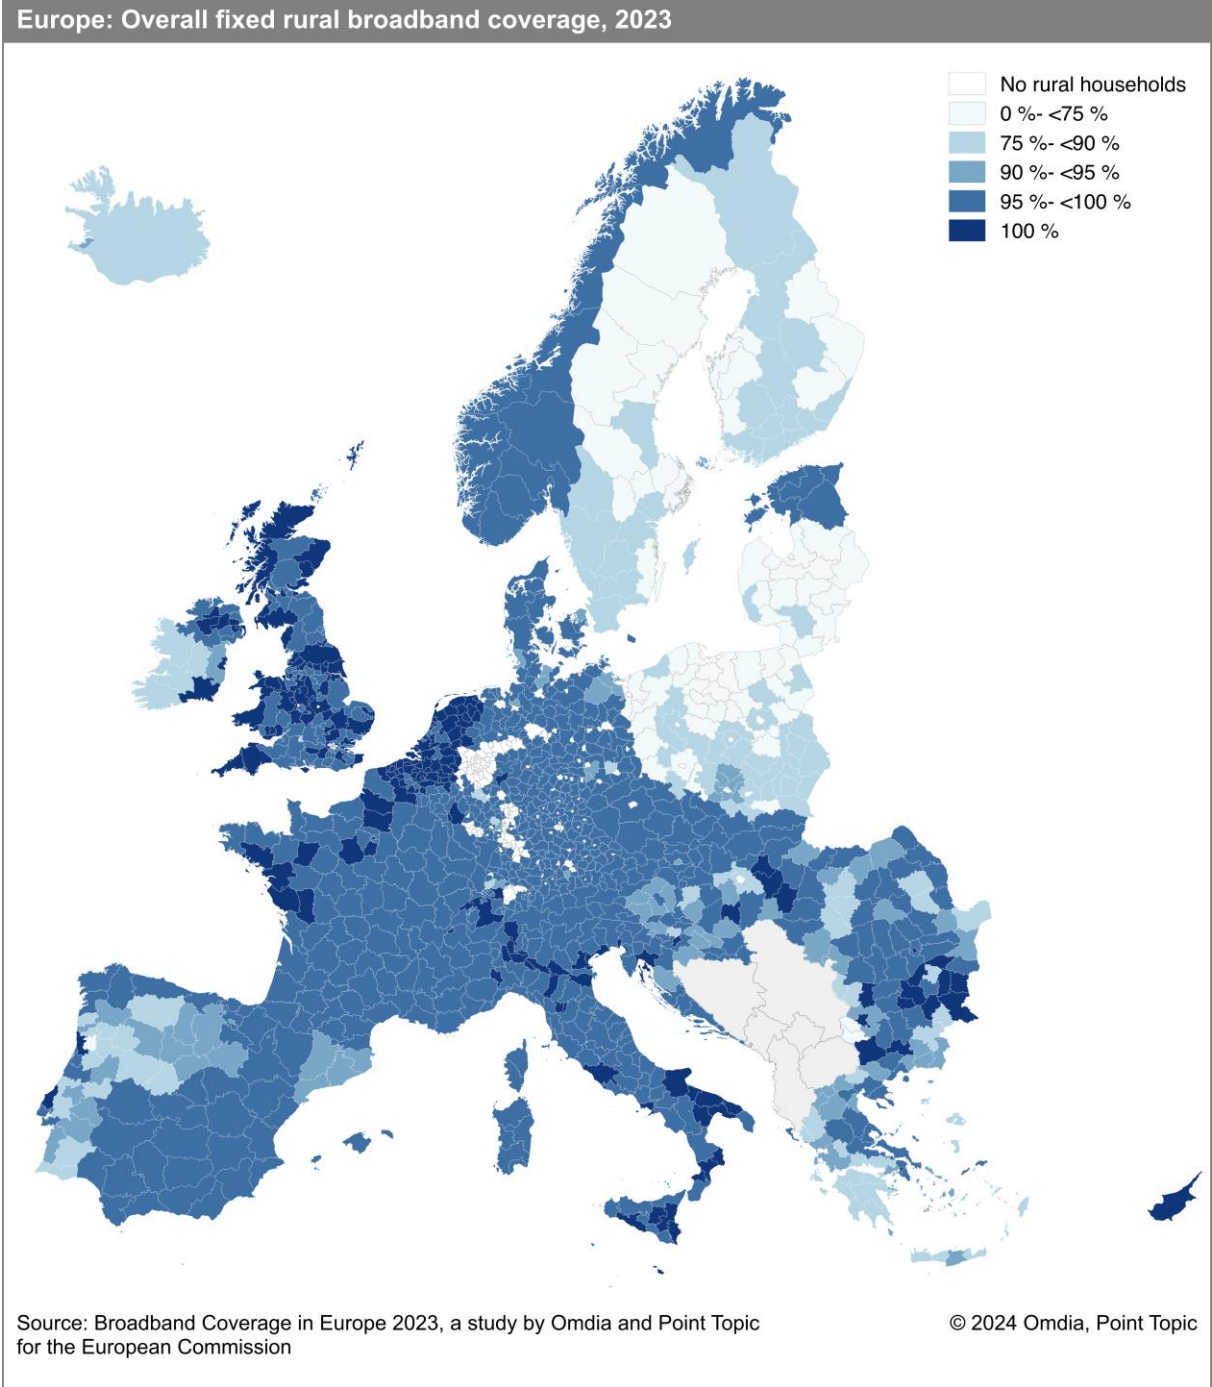 Europe: Overall fixed rural broadband coverage, 2023
No rural households
0 %- <75 %
75 %- <90 %
90 %- <95 %
95 %- <100 %
100 %
Source: Broadband Coverage in Europe 2023, a study by Omdia and Point Topic
for the European Commission
© 2024 Omdia, Point Topic